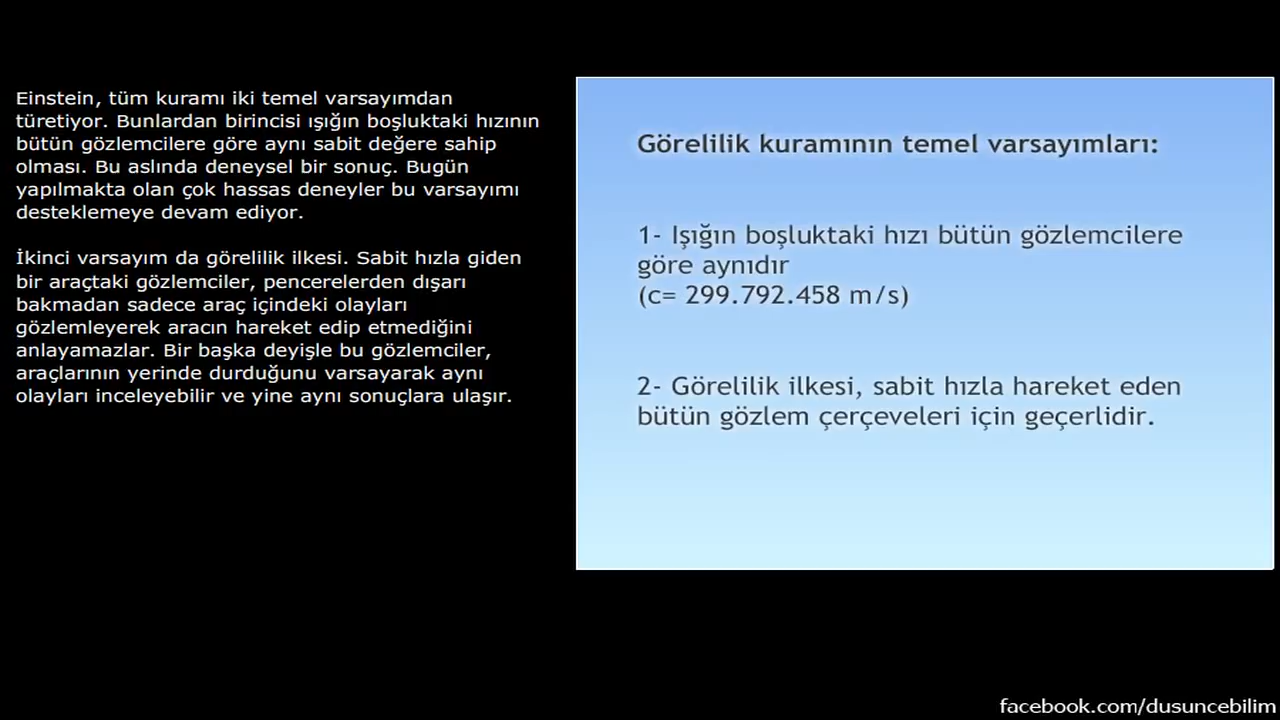 Einstein, tüm kuramı iki temel varsayımdan
türetiyor. Bunlardan birincisi ışığın boşluktaki hızının
bütün gözlemcilere göre aynı sabit değere sahip
olması. Bu aslında deneysel bir sonuç. Bugün
yapılmakta olan çok hassas deneyler bu varsayımı
desteklemeye devam ediyor.
İkinci varsayım da görelilik ilkesi. Sabit hızla giden
bir araçtaki gözlemciler, pencerelerden dışarı
bakmadan sadece araç içindeki olayları
gözlemleyerek aracın hareket edip etmediğini
anlayamazlar. Bir başka deyişle bu gözlemciler,
araçlarının yerinde durduğunu varsayarak aynı
olayları inceleyebilir ve yine aynı sonuçlara ulaşır.
Görelilik kuramının temel varsayımları:
1- Işığın boşluktaki hızı bütün gözlemcilere
göre aynıdır
(c= 299.792.458 m/s)
2- Görelilik ilkesi, sabit hızla hareket eden
bütün gözlem çerçeveleri için geçerlidir.
facebook.com/dusuncebilim